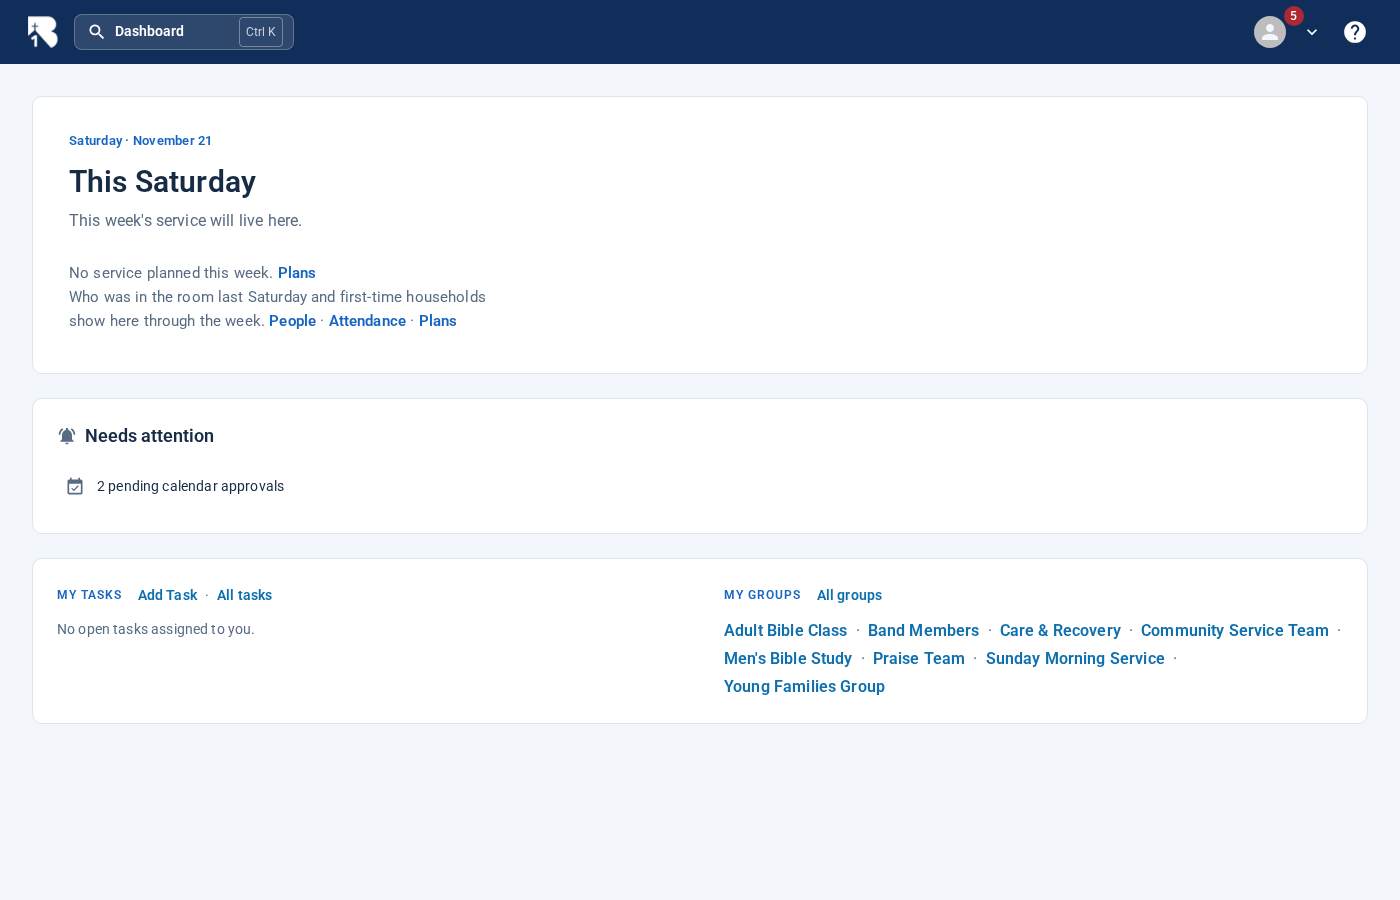 Dashboard Ctrl K 5
Saturday · November 21
This Saturday
This week's service will live here.
No service planned this week. Plans
Who was in the room last Saturday and first-time households
show here through the week. People · Attendance · Plans
Needs attention
2 pending calendar approvals
MY TASKS Add Task · All tasks
No open tasks assigned to you.
MY GROUPS All groups
Adult Bible Class · Band Members · Care & Recovery · Community Service Team ·
Men's Bible Study · Praise Team · Sunday Morning Service ·
Young Families Group